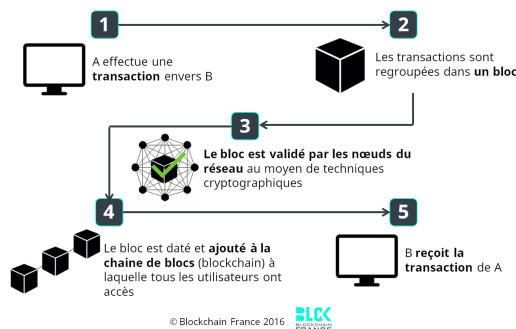 1
2
A effectue une
transaction envers B
Les transactions sont
regroupées dans un bloc
3
Le bloc est validé par les nœuds du
réseau au moyen de techniques
cryptographiques
4
5
Le bloc est daté et ajouté à la
chaine de blocs (blockchain) à
laquelle tous les utilisateurs ont
accès
B reçoit la
transaction de A
© Blockchain France 2016
BLCK
BLOCKCHAIN
FRANCE